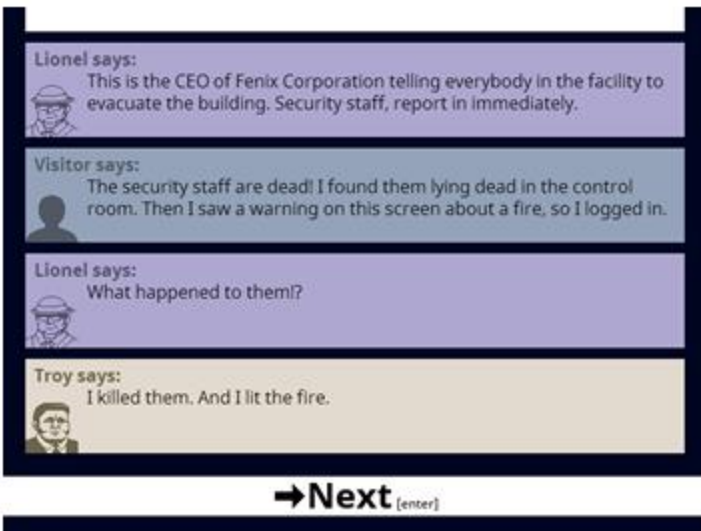 Lionel says:
This is the CEO of Fenix Corporation telling everybody in the facility to
evacuate the building. Security staff, report in immediately.
Visitor says:
The security staff are dead! I found them lying dead in the control
room. Then I saw a warning on this screen about a fire, so I logged in.
Lionel says:
What happened to them!?
Troy says:
I killed them. And I lit the fire.
➡Next [enter]